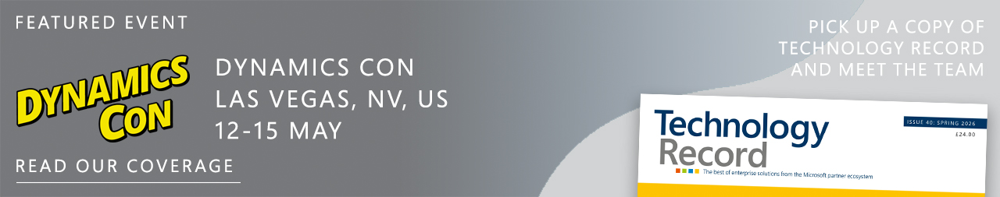 FEATURED EVENT
DYNAMICS
CON
DYNAMICS CON
LAS VEGAS, NV, US
12-15 MAY
READ OUR COVERAGE
PICK UP A COPY OF
TECHNOLOGY RECORD
AND MEET THE TEAM
Technology
Record
The best of enterprise solutions from the Microsoft partner ecosystem
ISSUE 40: SPRING 2026
£24.00